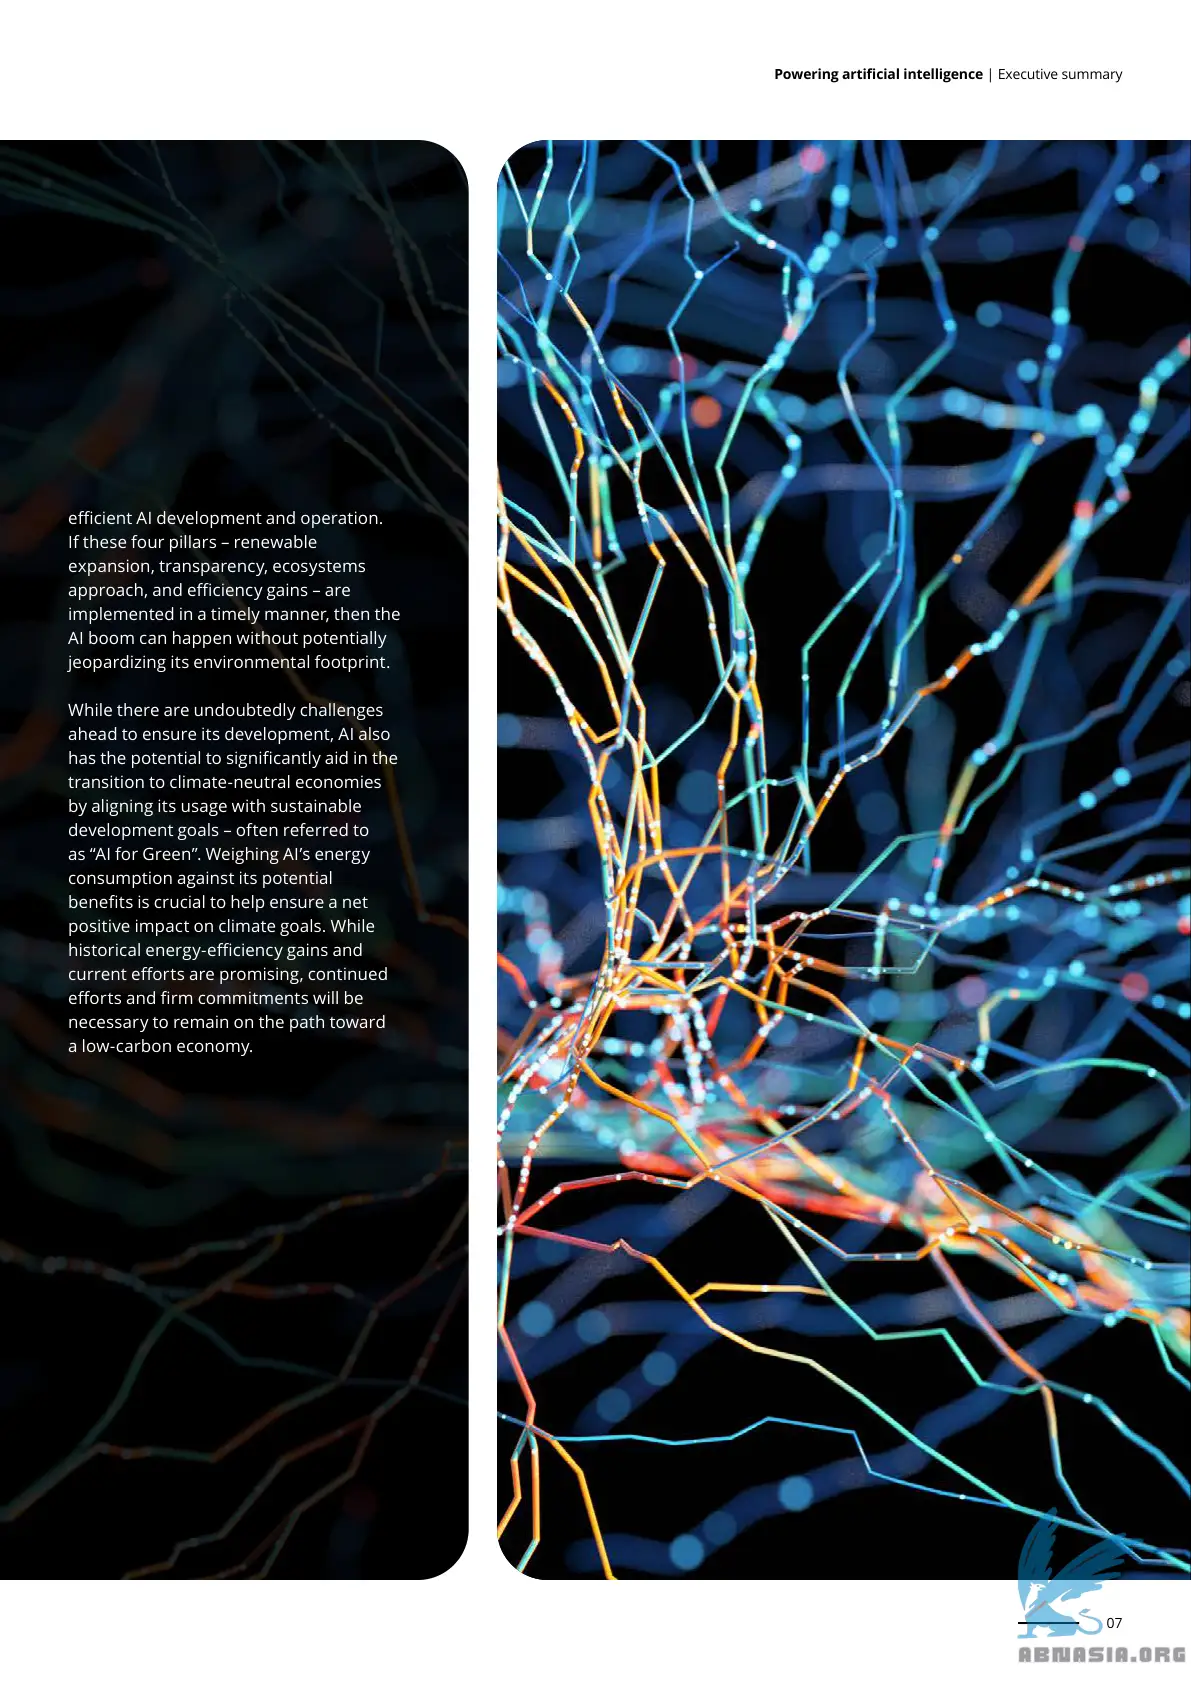 Powering artificial intelligence | Executive summary
efficient AI development and operation.
If these four pillars – renewable
expansion, transparency, ecosystems
approach, and efficiency gains – are
implemented in a timely manner, then the
AI boom can happen without potentially
jeopardizing its environmental footprint.
While there are undoubtedly challenges
ahead to ensure its development, AI also
has the potential to significantly aid in the
transition to climate-neutral economies
by aligning its usage with sustainable
development goals – often referred to
as “AI for Green”. Weighing AI’s energy
consumption against its potential
benefits is crucial to help ensure a net
positive impact on climate goals. While
historical energy-efficiency gains and
current efforts are promising, continued
efforts and firm commitments will be
necessary to remain on the path toward
a low-carbon economy.
07
ABNASIA.ORG